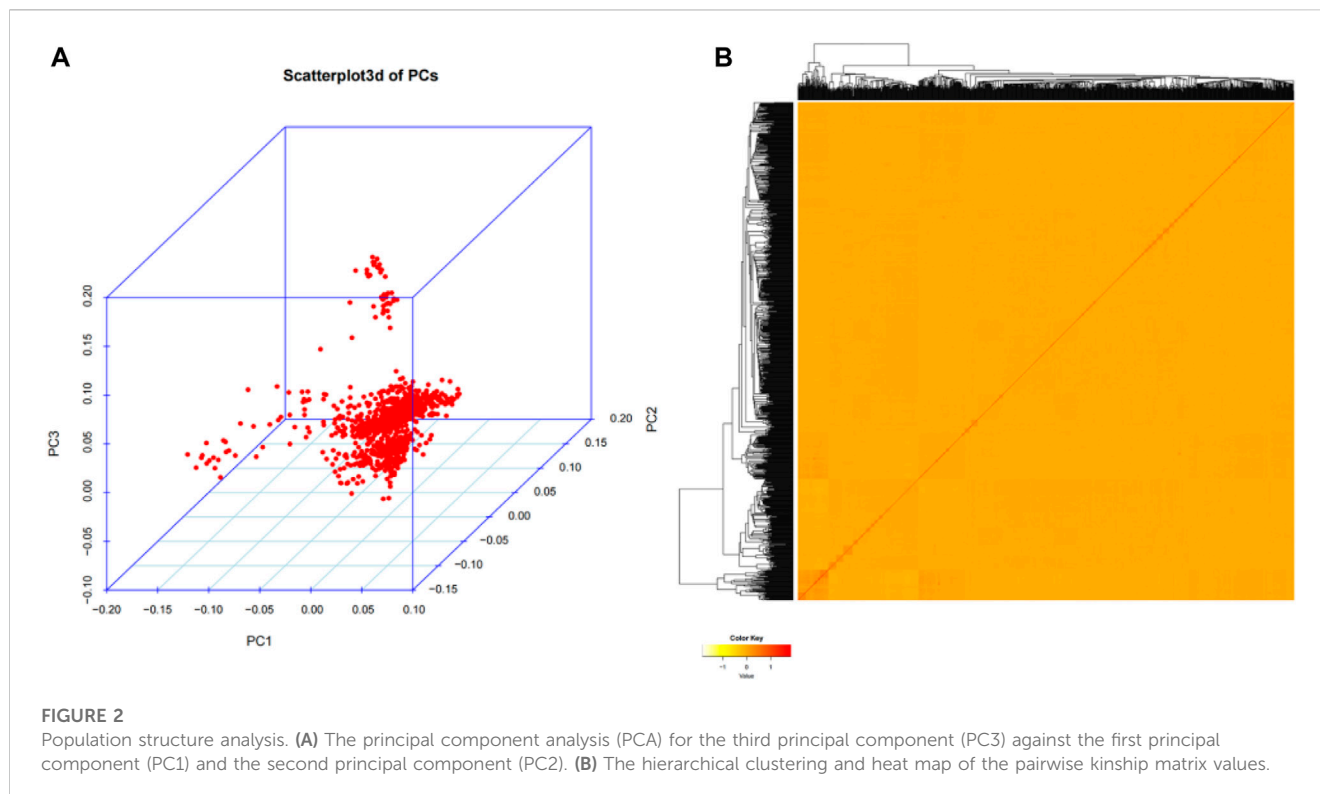 A
Scatterplot3d of PCs
0.20
0.15
0.10
0.05
0.00
−0.05
−0.10
PC3
−0.20
−0.15
−0.10
−0.05
0.00
0.05
0.10
PC1
0.20
0.15
0.10
0.05
0.00
−0.05
−0.10
−0.15
PC2
B
Color Key
−1
0
1
Value
FIGURE 2
Population structure analysis. (A) The principal component analysis (PCA) for the third principal component (PC3) against the first principal
component (PC1) and the second principal component (PC2). (B) The hierarchical clustering and heat map of the pairwise kinship matrix values.